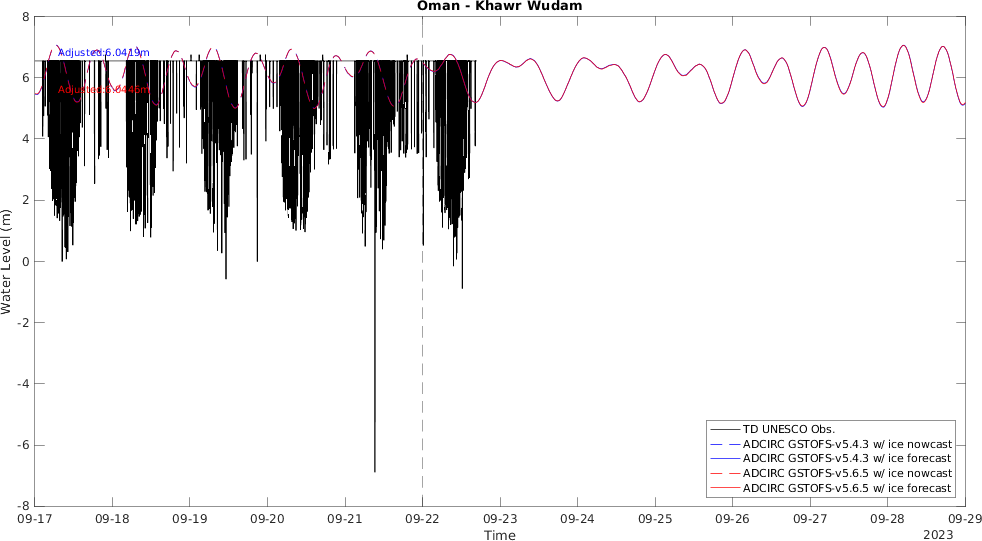 Oman - Khawr Wudam
8
6
4
2
0
-2
-4
-6
-8
Water Level (m)
Adjusted:6.0419m
TD UNESCO Obs.
ADCIRC GSTOFS-v5.4.3 w/ ice nowcast
ADCIRC GSTOFS-v5.4.3 w/ ice forecast
ADCIRC GSTOFS-v5.6.5 w/ ice nowcast
ADCIRC GSTOFS-v5.6.5 w/ ice forecast
09-17 09-18 09-19 09-20 09-21 09-22 09-23 09-24 09-25 09-26 09-27 09-28 09-29
Time
2023